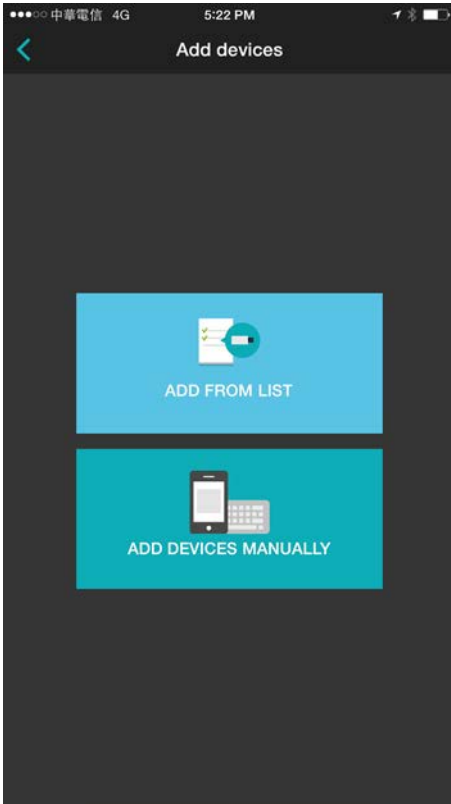 中華電信 4G 5:22 PM
Add devices
ADD FROM LIST
ADD DEVICES MANUALLY